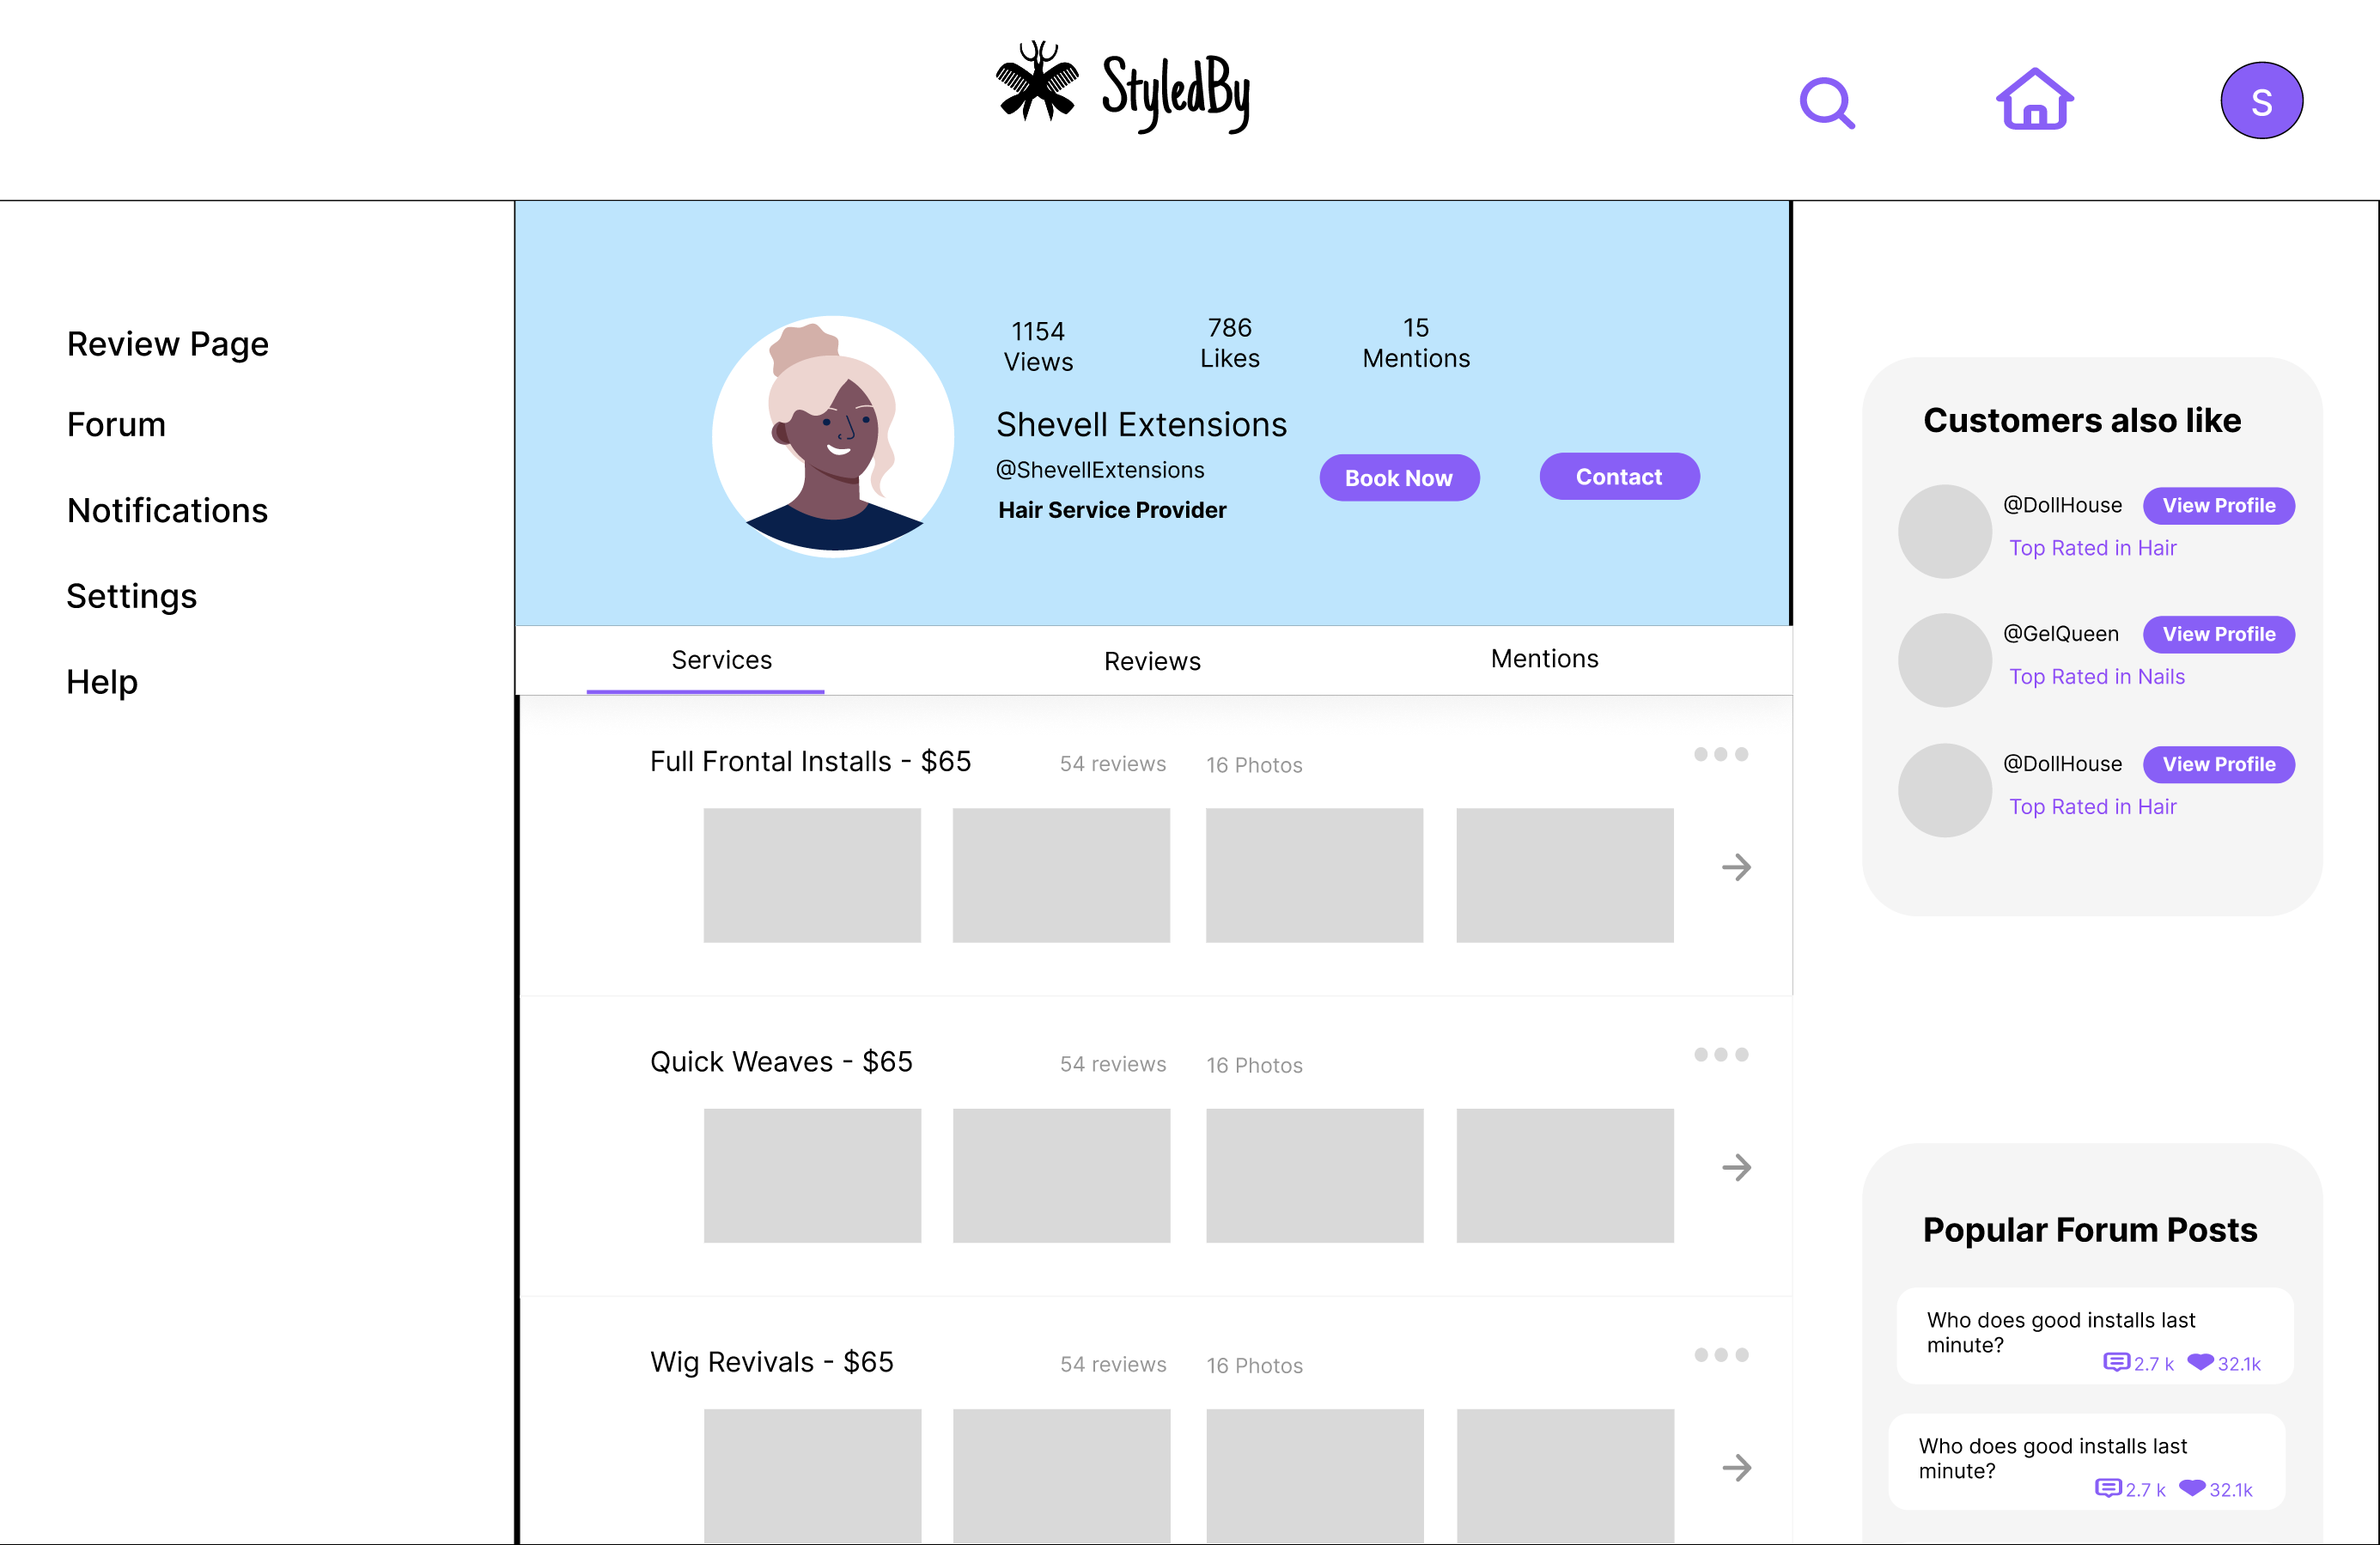 StyledBy
S
Review Page
Forum
Notifications
Settings
Help
1154
Views
786
Likes
15
Mentions
Shevell Extensions
@ShevellExtensions
Hair Service Provider
Book Now
Contact
Services
Reviews
Mentions
Full Frontal Installs - $65
54 reviews
16 Photos
Quick Weaves - $65
54 reviews
16 Photos
Wig Revivals - $65
54 reviews
16 Photos
Customers also like
@DollHouse
View Profile
Top Rated in Hair
@GelQueen
View Profile
Top Rated in Nails
@DollHouse
View Profile
Top Rated in Hair
Popular Forum Posts
Who does good installs last
minute?
2.7 k
32.1k
Who does good installs last
minute?
2.7 k
32.1k